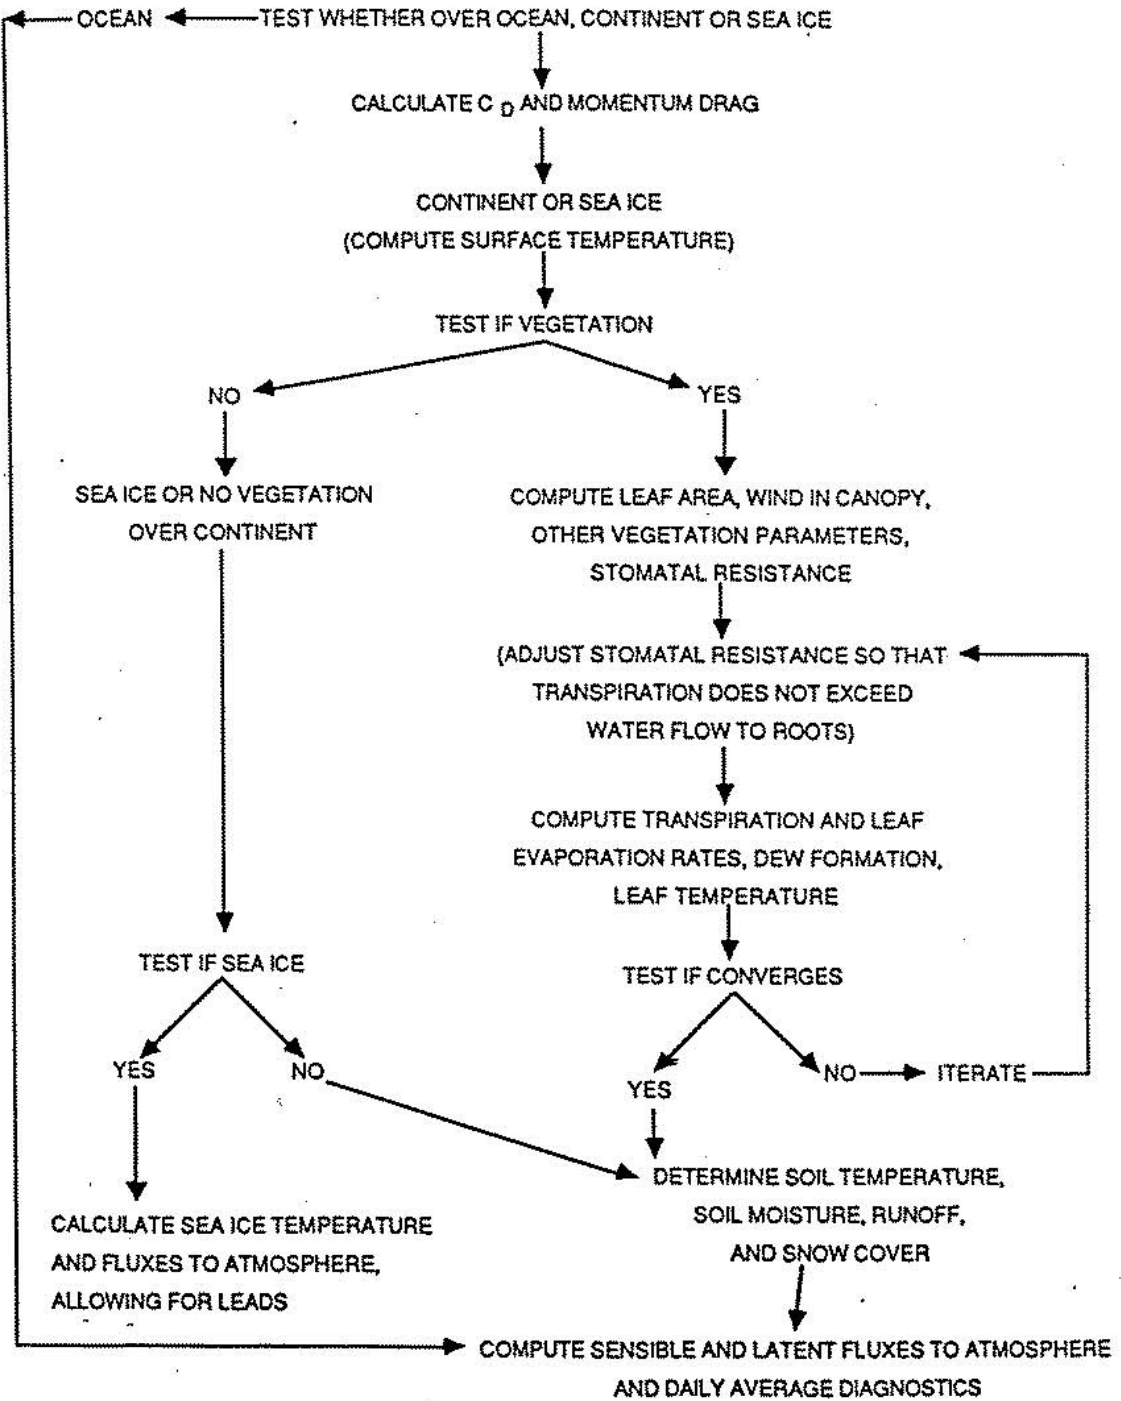 OCEAN TEST WHETHER OVER OCEAN, CONTINENT OR SEA ICE
CALCULATE C D AND MOMENTUM DRAG
CONTINENT OR SEA ICE
(COMPUTE SURFACE TEMPERATURE)
TEST IF VEGETATION
NO
YES
SEA ICE OR NO VEGETATION
OVER CONTINENT
COMPUTE LEAF AREA, WIND IN CANOPY,
OTHER VEGETATION PARAMETERS,
STOMATAL RESISTANCE
(ADJUST STOMATAL RESISTANCE SO THAT
TRANSPIRATION DOES NOT EXCEED
WATER FLOW TO ROOTS)
COMPUTE TRANSPIRATION AND LEAF
EVAPORATION RATES, DEW FORMATION,
LEAF TEMPERATURE
TEST IF SEA ICE
TEST IF CONVERGES
YES
NO
YES
NO
ITERATE
DETERMINE SOIL TEMPERATURE,
SOIL MOISTURE, RUNOFF,
AND SNOW COVER
CALCULATE SEA ICE TEMPERATURE
AND FLUXES TO ATMOSPHERE,
ALLOWING FOR LEADS
COMPUTE SENSIBLE AND LATENT FLUXES TO ATMOSPHERE
AND DAILY AVERAGE DIAGNOSTICS